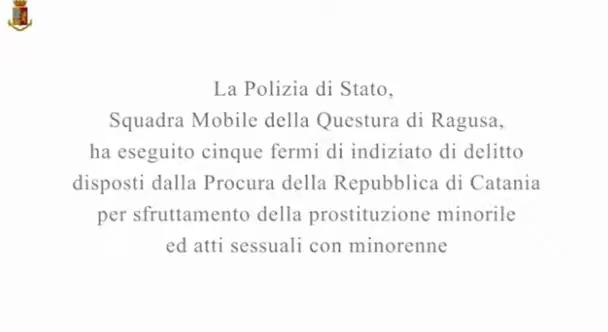 La Polizia di Stato,
Squadra Mobile della Questura di Ragusa,
ha eseguito cinque fermi di indiziato di delitto
disposti dalla Procura della Repubblica di Catania
per sfruttamento della prostituzione minorile
ed atti sessuali con minorenne